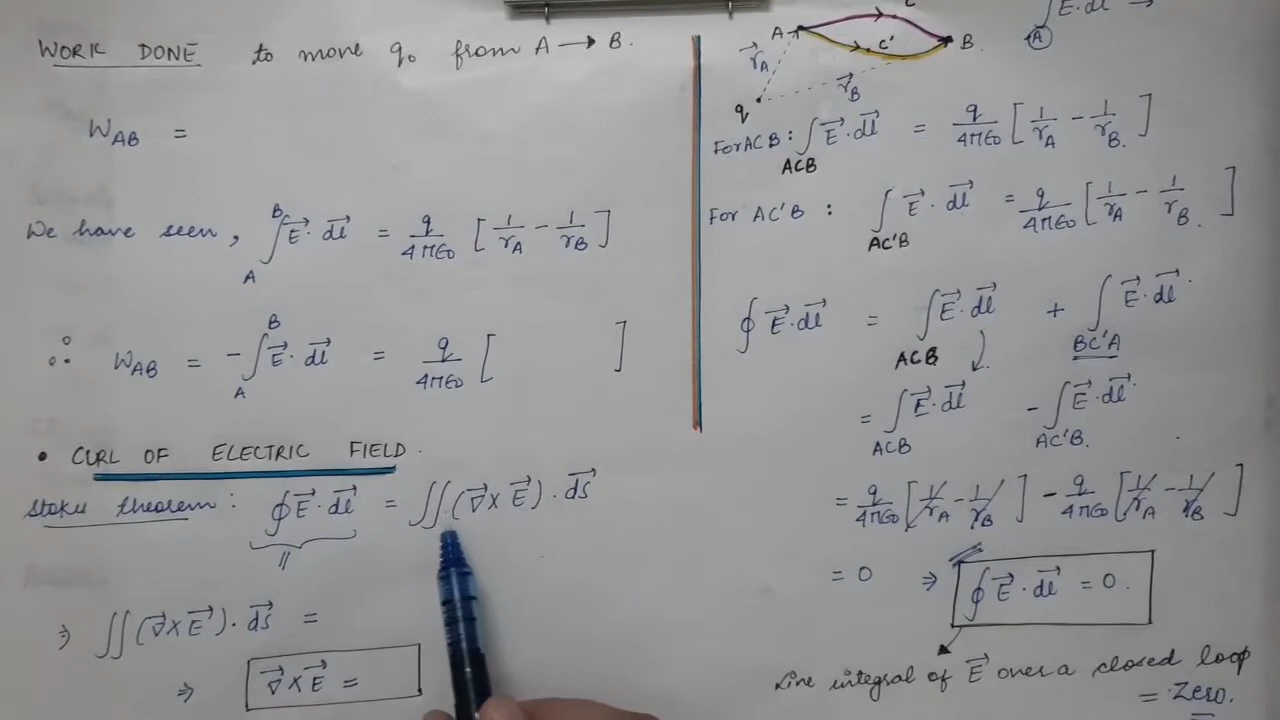 WORK DONE to move q₀ from A → B.
W_AB =
We have seen, ∫_A^B E⃗ · dl⃗ = q/4πε₀ [1/r_A − 1/r_B]
∴ W_AB = − ∫_A^B E⃗ · dl⃗ = q/4πε₀ [ ]
• CURL OF ELECTRIC FIELD.
Stokes theorem : ∮ E⃗ · dl⃗ = ∬ (∇⃗ × E⃗) · ds⃗
||
⇒ ∬ (∇⃗ × E⃗) · ds⃗ =
⇒ ∇⃗ × E⃗ =
∫ E · dl →
A
A C' B.
r⃗_A r⃗_B
q
For ACB : ∫_ACB E⃗ · dl⃗ = q/4πε₀ [1/r_A − 1/r_B.]
For AC'B : ∫_AC'B E⃗ · dl⃗ = q/4πε₀ [1/r_A − 1/r_B.]
∮ E⃗ · dl⃗ = ∫_ACB E⃗ · dl⃗ + ∫_BC'A E⃗ · dl⃗.
= ∫_ACB E⃗ · dl⃗ − ∫_AC'B. E⃗ · dl⃗.
= q/4πε₀ [1/r_A − 1/r_B] − q/4πε₀ [1/r_A − 1/r_B]
= 0 ⇒ ∮ E⃗ · dl⃗ = 0.
Line integral of E⃗ over a closed loop
= Zero.